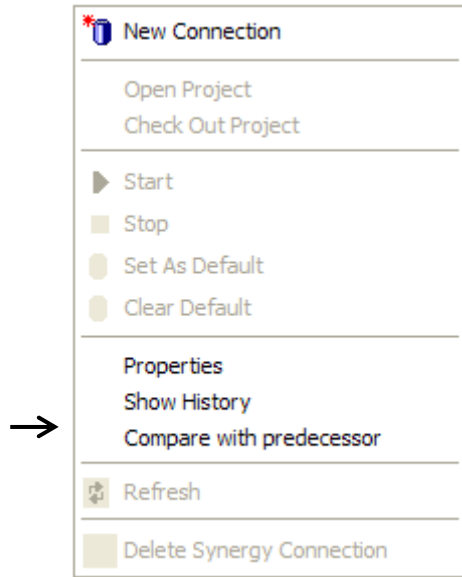 New Connection
Open Project
Check Out Project
Start
Stop
Set As Default
Clear Default
Properties
Show History
Compare with predecessor
Refresh
Delete Synergy Connection